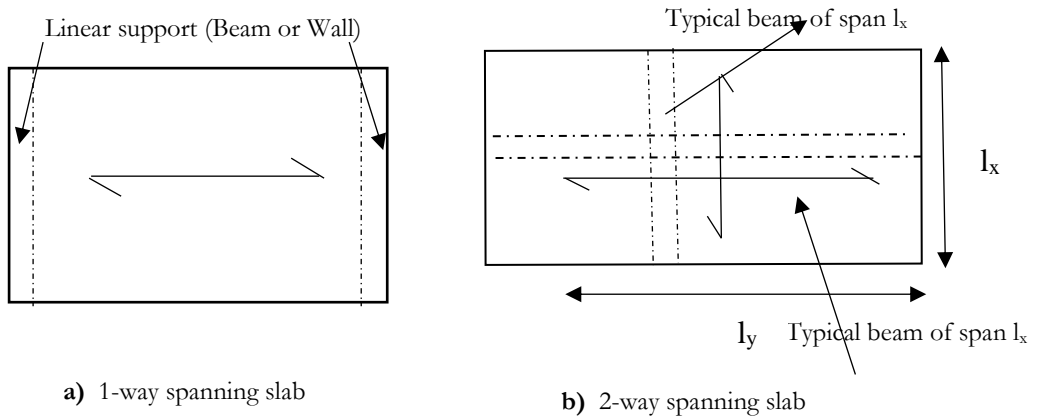 Linear support (Beam or Wall)
Typical beam of span lₓ
lₓ
l_y
Typical beam of span lₓ
a) 1-way spanning slab
b) 2-way spanning slab